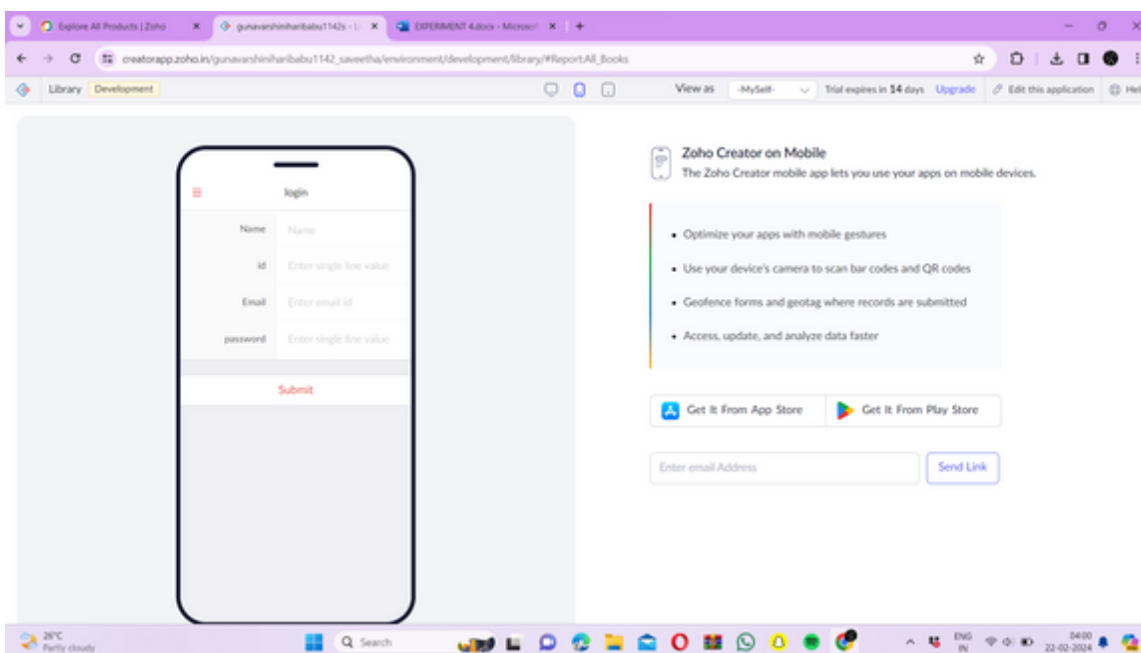 Explore All Products | Zoho
gunavarshiniharibabu1142s - Li
EXPERIMENT 4.docx - Microsof
creatorapp.zoho.in/gunavarshiniharibabu1142_saveetha/environment/development/library/#Report:All_Books
Library Development View as -MySelf- Trial expires in 14 days Upgrade Edit this application Hel
login
Name Name
id Enter single line value
Email Enter email id
password Enter single line value
Submit
Zoho Creator on Mobile
The Zoho Creator mobile app lets you use your apps on mobile devices.
• Optimize your apps with mobile gestures
• Use your device's camera to scan bar codes and QR codes
• Geofence forms and geotag where records are submitted
• Access, update, and analyze data faster
Get It From App Store Get It From Play Store
Enter email Address Send Link
26°C
Partly cloudy
Search
ENG
IN
04:00
22-02-2024